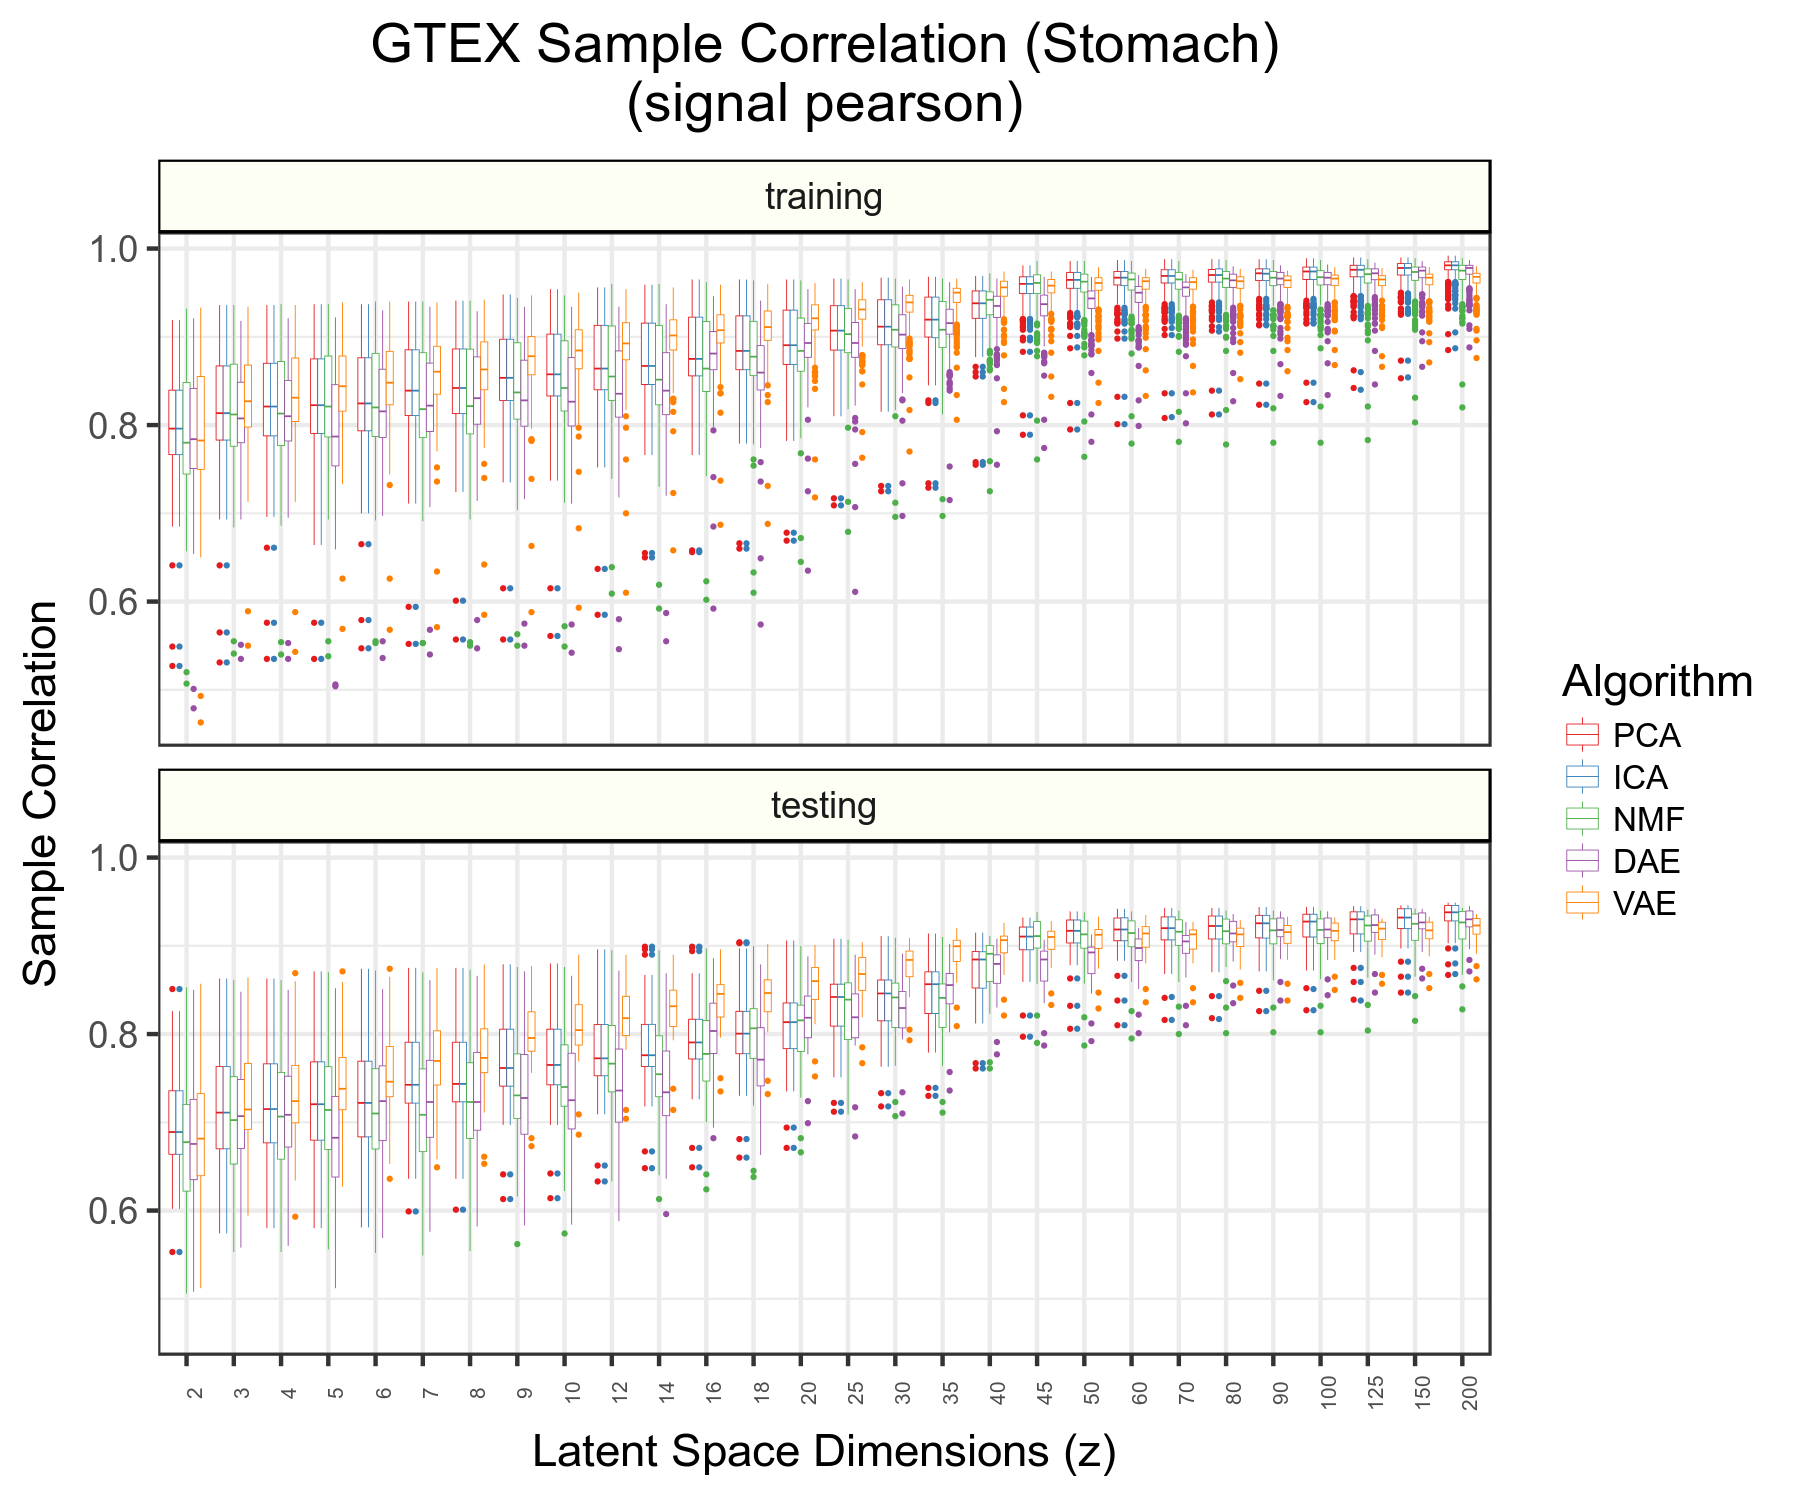 GTEX Sample Correlation (Stomach)
(signal pearson)
training
1.0
0.8
0.6
testing
1.0
0.8
0.6
Sample Correlation
2
3
4
5
6
7
8
9
10
12
14
16
18
20
25
30
35
40
45
50
60
70
80
90
100
125
150
200
Latent Space Dimensions (z)
Algorithm
PCA
ICA
NMF
DAE
VAE